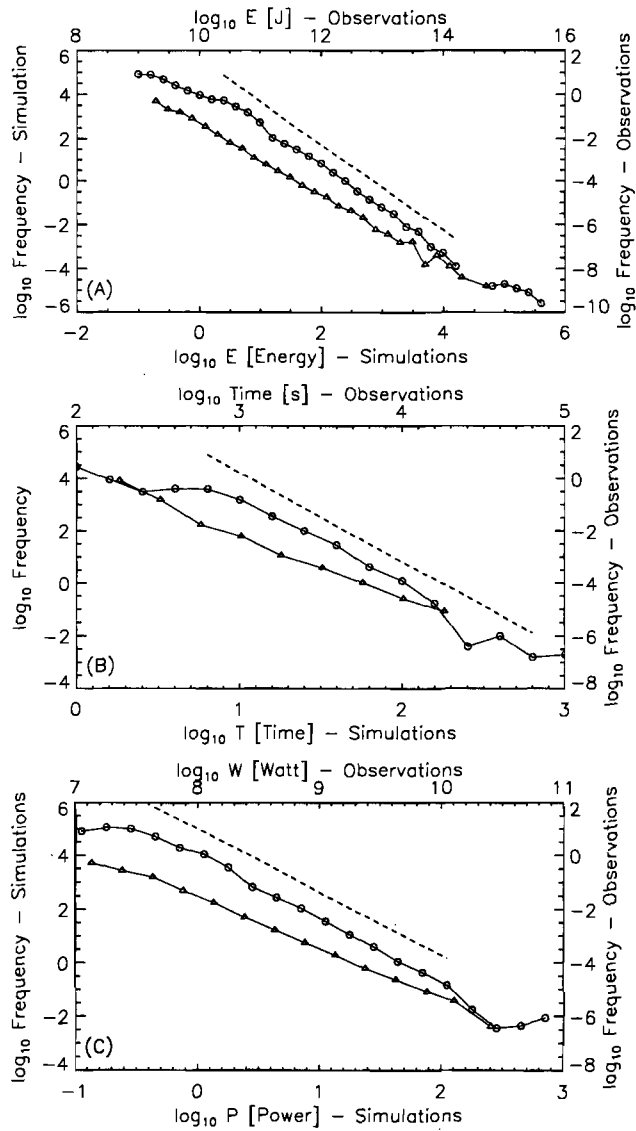 log10 E [J] – Observations
8 10 12 14 16
6 4 2 0 −2 −4 −6
log10 Frequency – Simulation
2 0 −2 −4 −6 −8 −10
log10 Frequency – Observations
(A)
−2 0 2 4 6
log10 E [Energy] – Simulations
log10 Time [s] – Observations
2 3 4 5
6 4 2 0 −2 −4
log10 Frequency
2 0 −2 −4 −6 −8
log10 Frequency – Observations
(B)
0 1 2 3
log10 T [Time] – Simulations
log10 W [Watt] – Observations
7 8 9 10 11
6 4 2 0 −2 −4
log10 Frequency – Simulations
2 0 −2 −4 −6 −8
log10 Frequency – Observations
(C)
−1 0 1 2 3
log10 P [Power] – Simulations